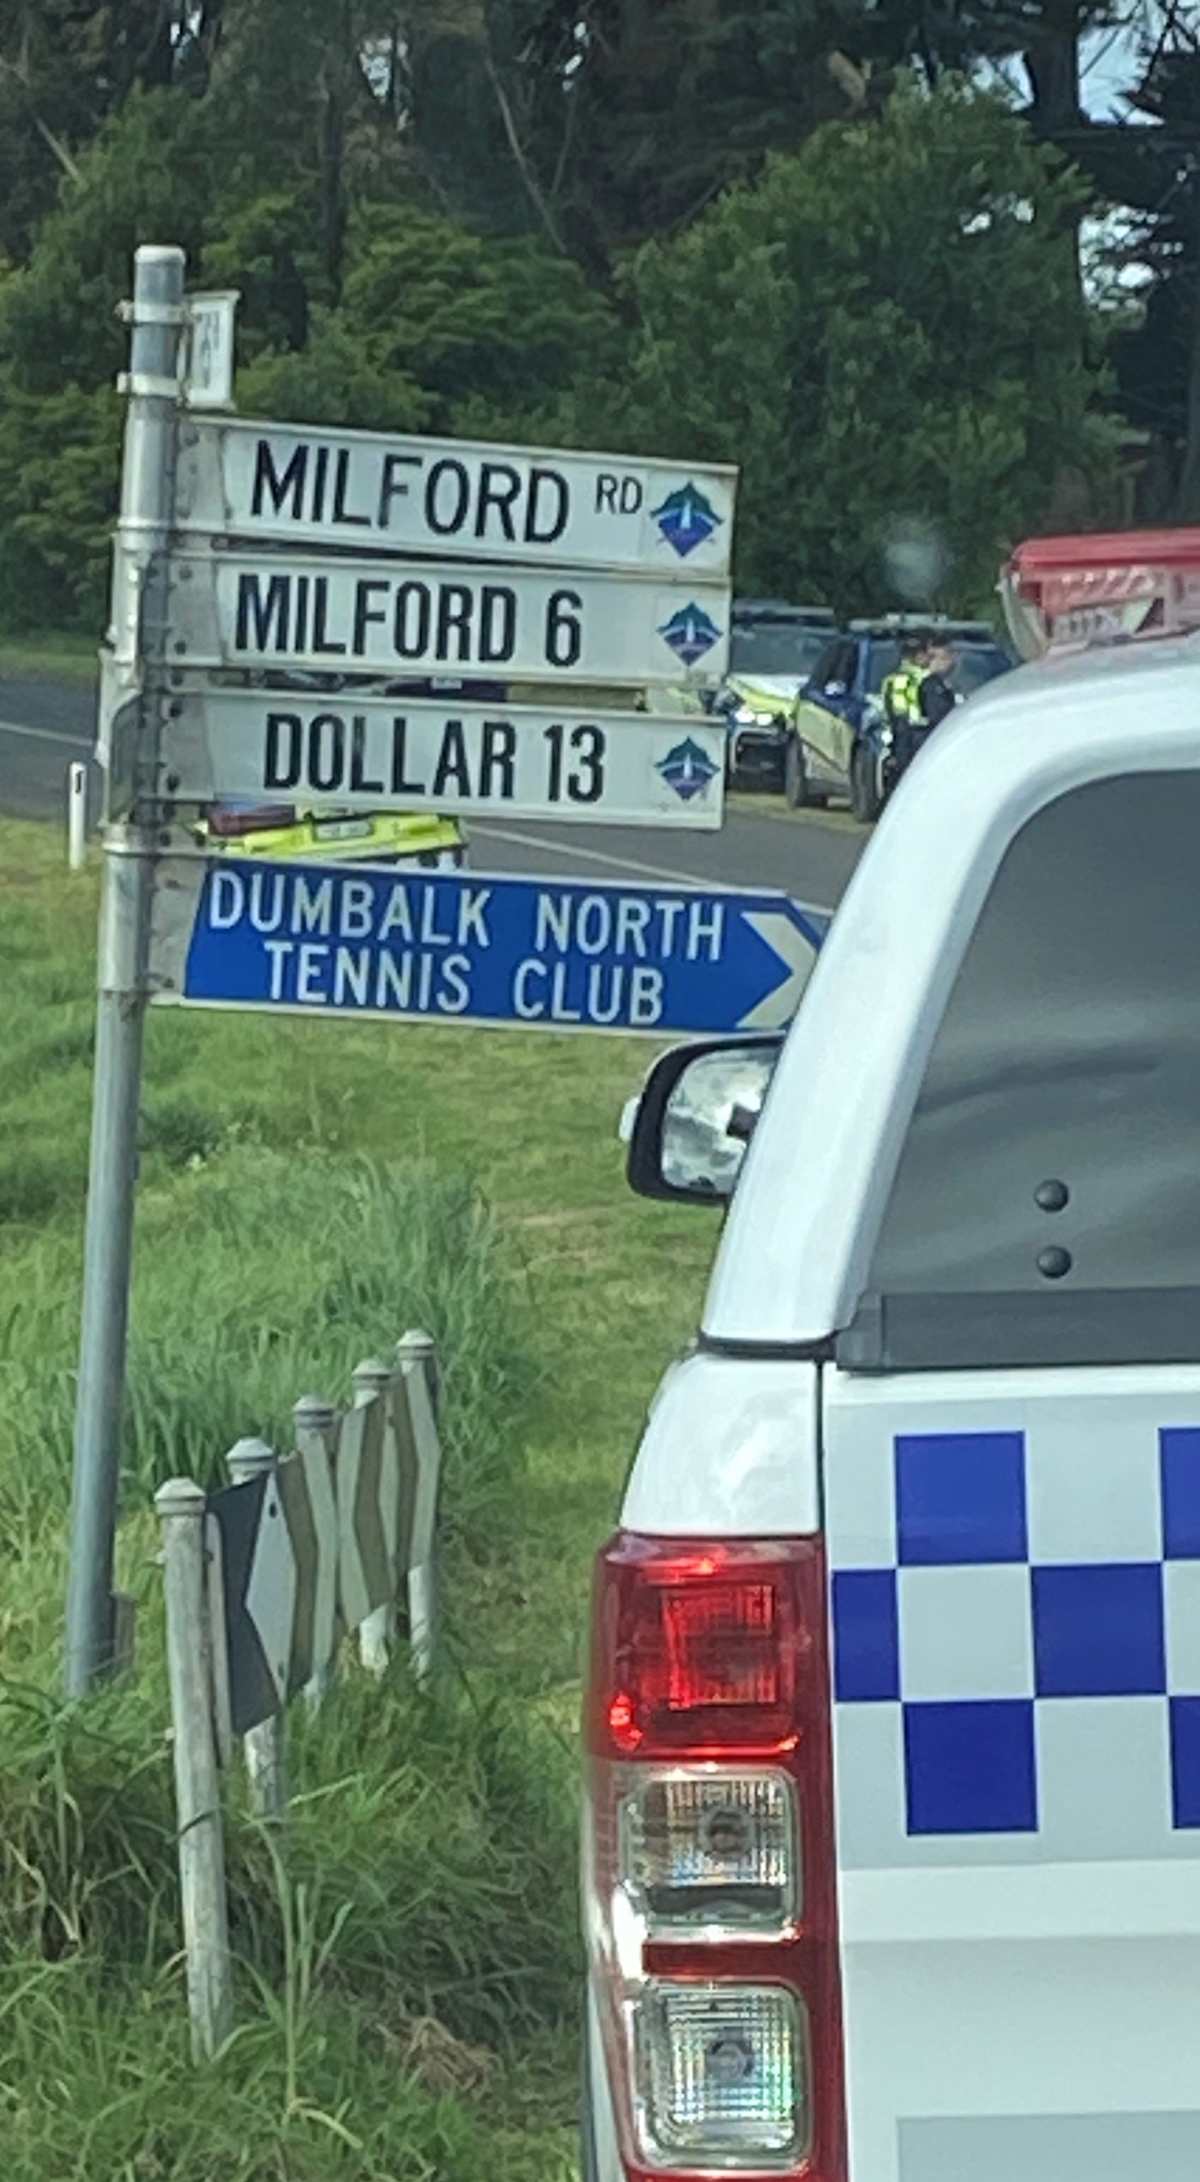 MILFORD RD
MILFORD 6
DOLLAR 13
DUMBALK NORTH
TENNIS CLUB